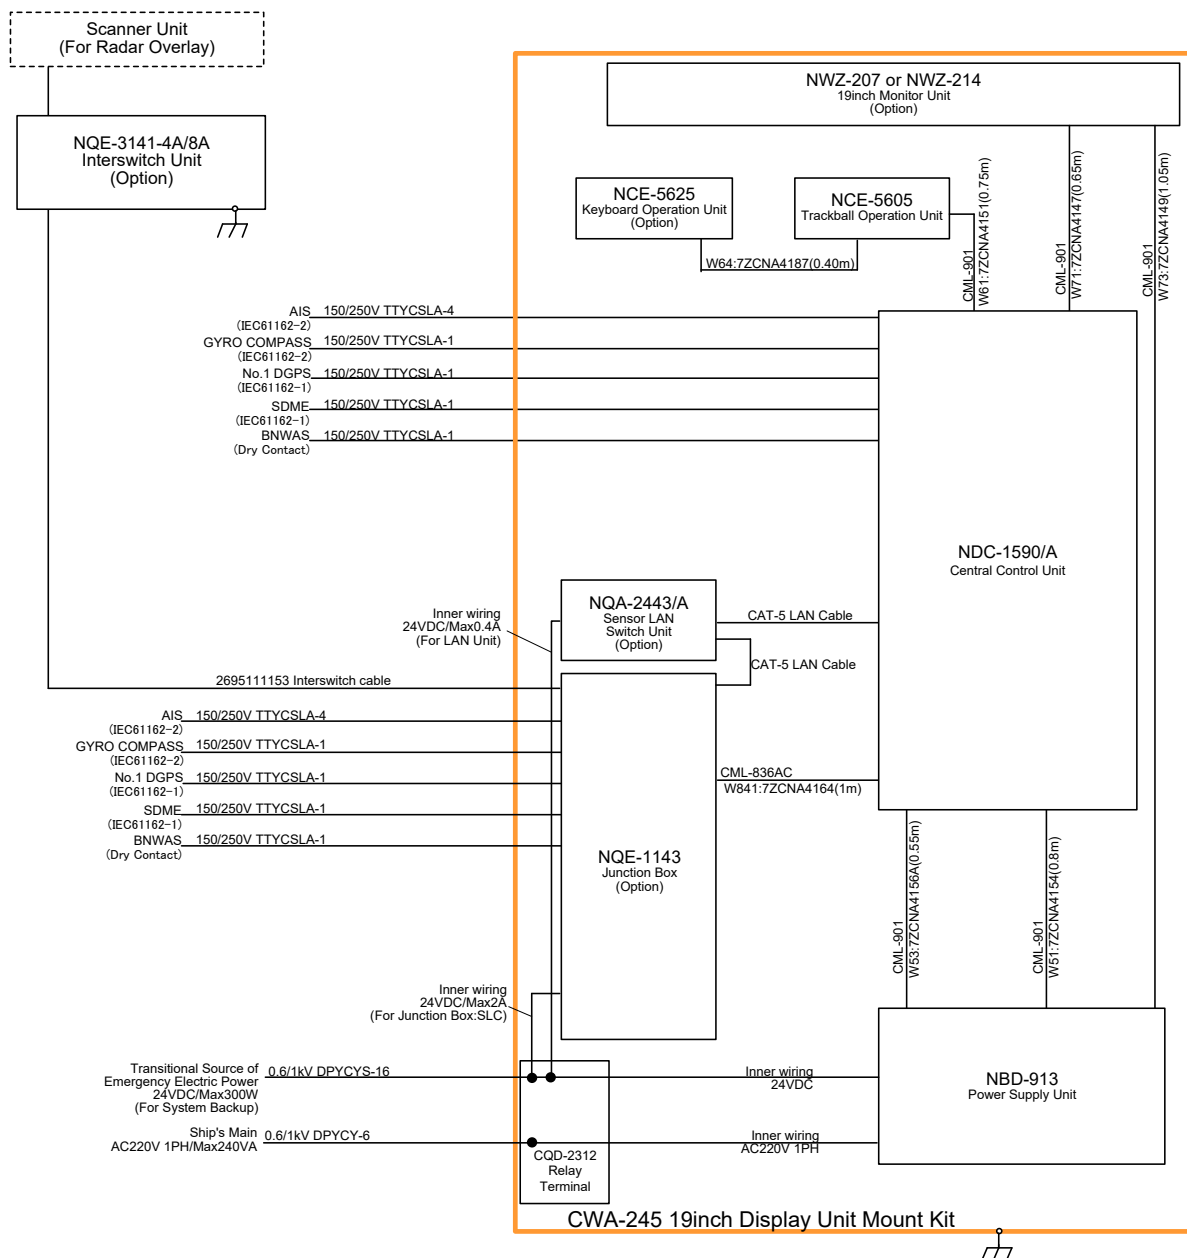 Scanner Unit
(For Radar Overlay)
NQE-3141-4A/8A
Interswitch Unit
(Option)
NWZ-207 or NWZ-214
19inch Monitor Unit
(Option)
NCE-5625
Keyboard Operation Unit
(Option)
NCE-5605
Trackball Operation Unit
W64:7ZCNA4187(0.40m)
CML-901
W61:7ZCNA4151(0.75m)
CML-901
W71:7ZCNA4147(0.65m)
CML-901
W73:7ZCNA4149(1.05m)
AIS 150/250V TTYCSLA-4
(IEC61162-2)
GYRO COMPASS 150/250V TTYCSLA-1
(IEC61162-2)
No.1 DGPS 150/250V TTYCSLA-1
(IEC61162-1)
SDME 150/250V TTYCSLA-1
(IEC61162-1)
BNWAS 150/250V TTYCSLA-1
(Dry Contact)
NDC-1590/A
Central Control Unit
NQA-2443/A
Sensor LAN
Switch Unit
(Option)
Inner wiring
24VDC/Max0.4A
(For LAN Unit)
CAT-5 LAN Cable
CAT-5 LAN Cable
2695111153 Interswitch cable
AIS 150/250V TTYCSLA-4
(IEC61162-2)
GYRO COMPASS 150/250V TTYCSLA-1
(IEC61162-2)
No.1 DGPS 150/250V TTYCSLA-1
(IEC61162-1)
SDME 150/250V TTYCSLA-1
(IEC61162-1)
BNWAS 150/250V TTYCSLA-1
(Dry Contact)
CML-836AC
W841:7ZCNA4164(1m)
NQE-1143
Junction Box
(Option)
CML-901
W53:7ZCNA4156A(0.55m)
CML-901
W51:7ZCNA4154(0.8m)
Inner wiring
24VDC/Max2A
(For Junction Box:SLC)
Transitional Source of
Emergency Electric Power
24VDC/Max300W
(For System Backup)
0.6/1kV DPYCYS-16
Inner wiring
24VDC
NBD-913
Power Supply Unit
Ship's Main
AC220V 1PH/Max240VA
0.6/1kV DPYCY-6
Inner wiring
AC220V 1PH
CQD-2312
Relay
Terminal
CWA-245 19inch Display Unit Mount Kit